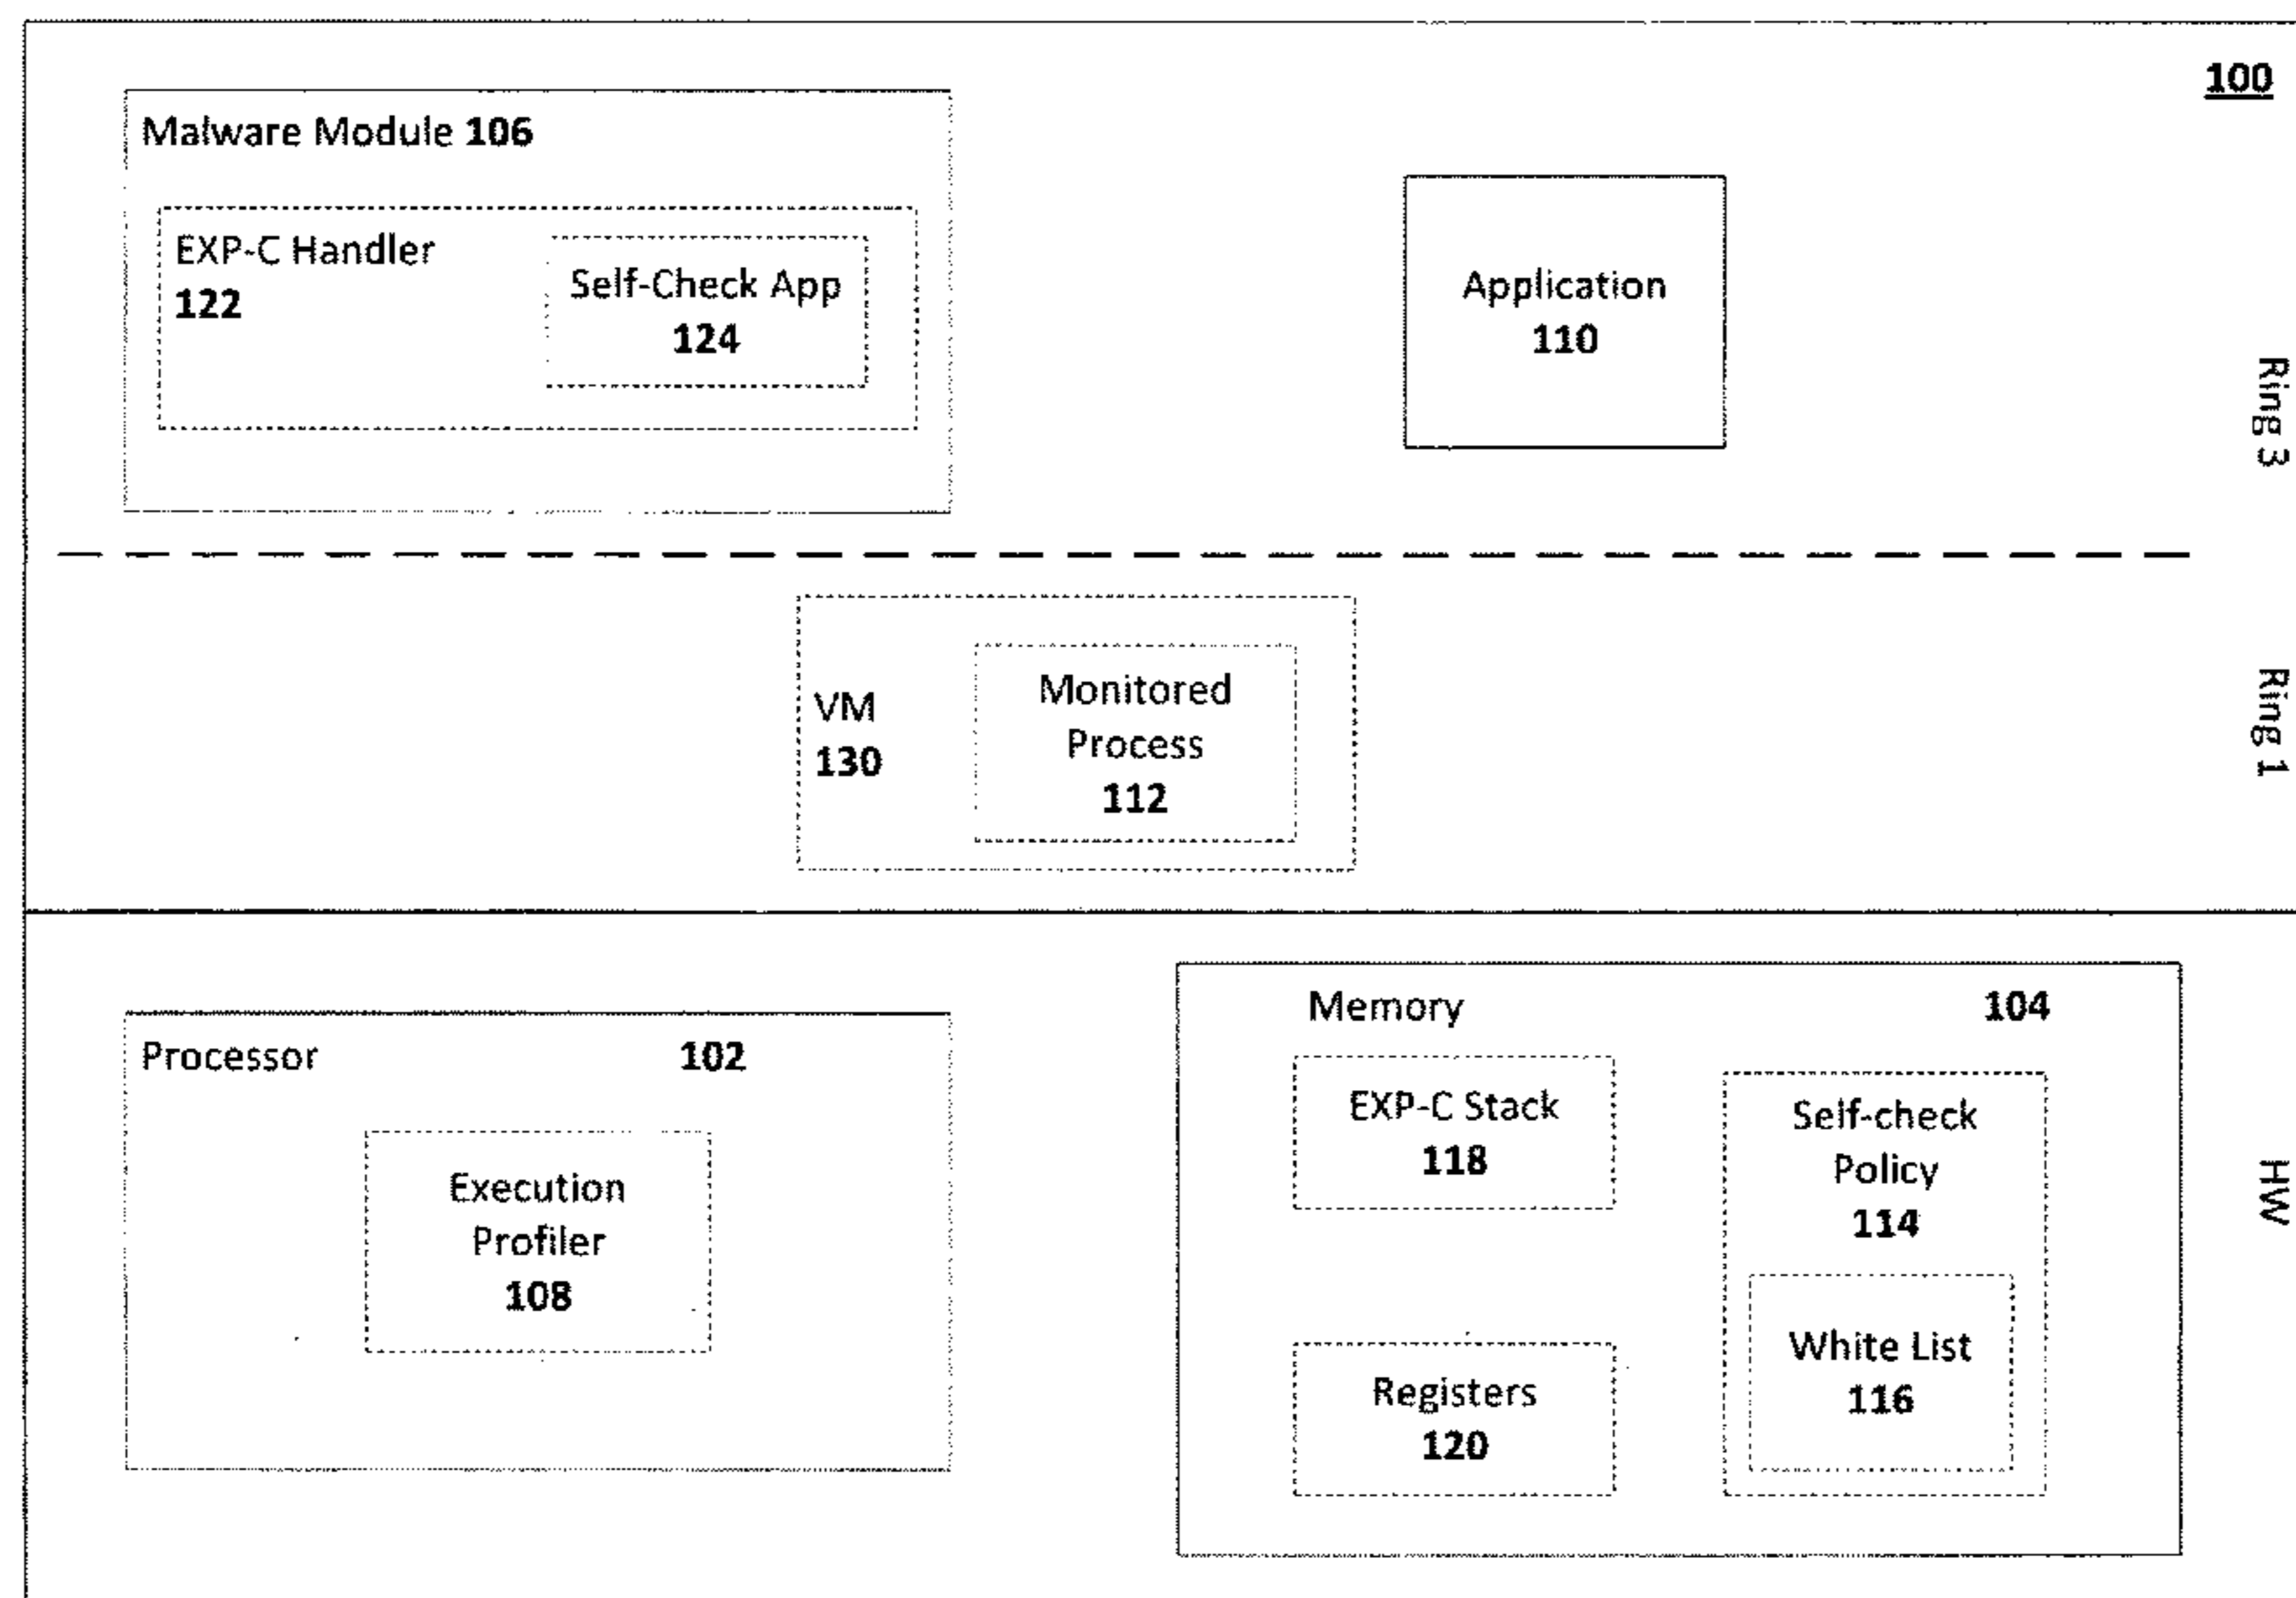 100
Malware Module 106
EXP-C Handler
122
Self-Check App
124
Application
110
Ring 3
VM
130
Monitored
Process
112
Ring 1
Processor 102
Execution
Profiler
108
Memory 104
EXP-C Stack
118
Self-check
Policy
114
White List
116
Registers
120
HW